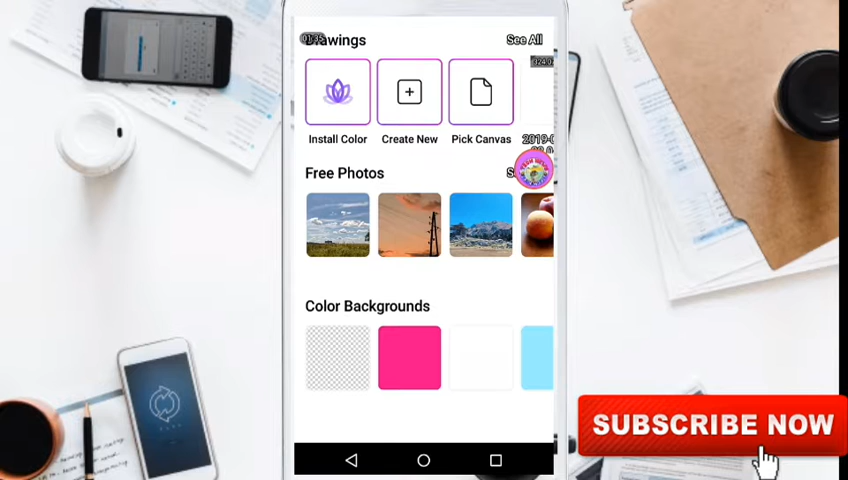 Drawings
See All
Install Color
Create New
Pick Canvas
Free Photos
Color Backgrounds
SUBSCRIBE NOW